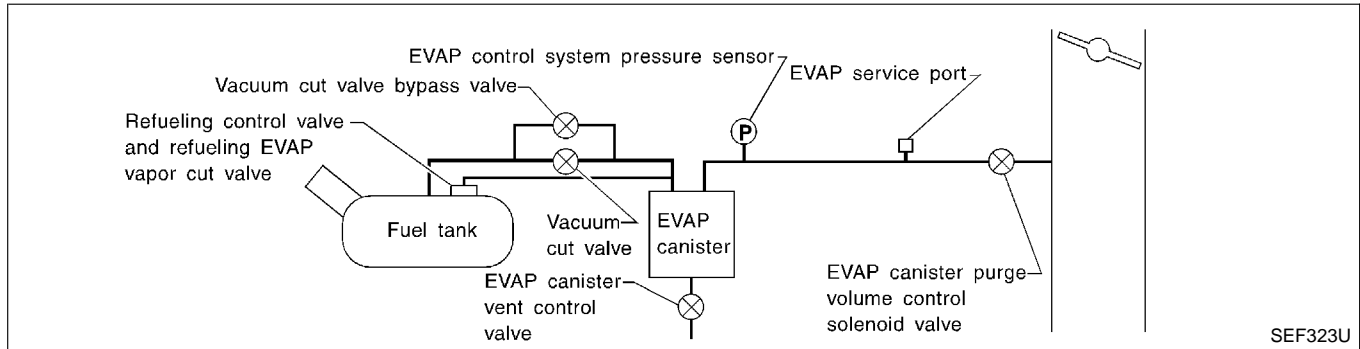 EVAP control system pressure sensor
EVAP service port
Vacuum cut valve bypass valve
Refueling control valve
and refueling EVAP
vapor cut valve
P
Fuel tank
Vacuum
cut valve
EVAP
canister
EVAP canister
vent control
valve
EVAP canister purge
volume control
solenoid valve
SEF323U